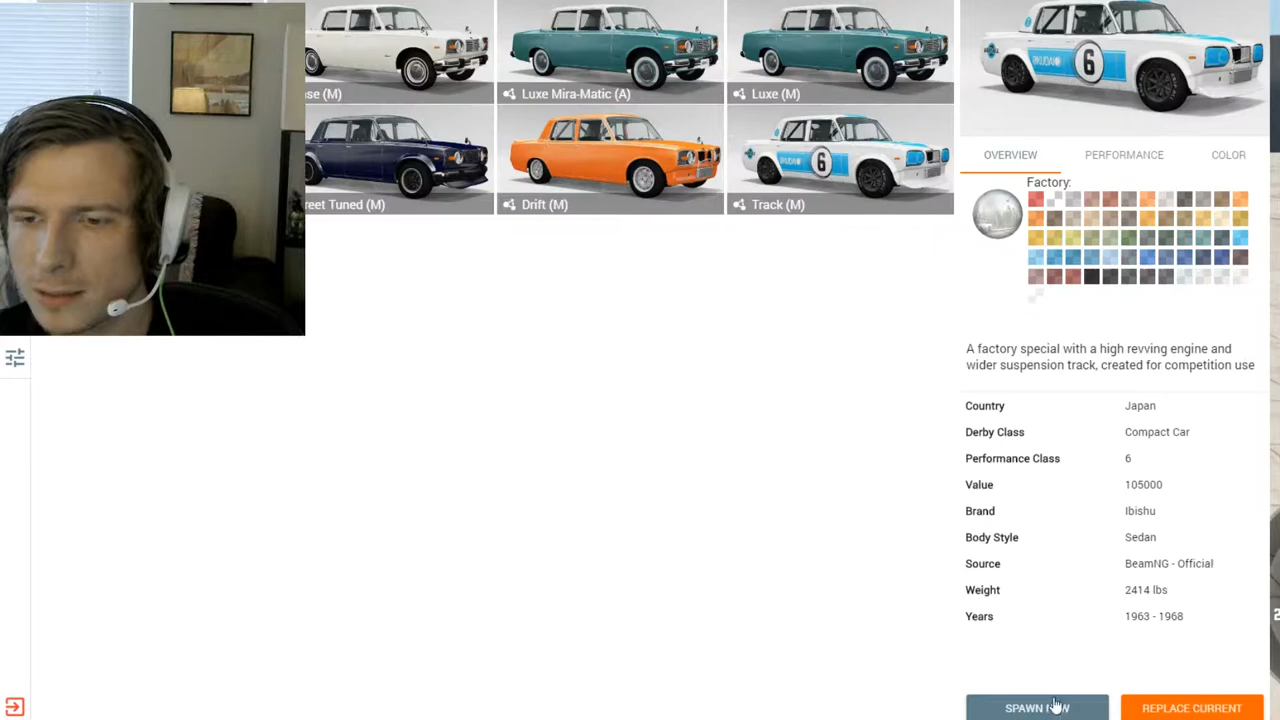 se (M)
Luxe Mira-Matic (A)
Luxe (M)
reet Tuned (M)
Drift (M)
Track (M)
6
6
OVERVIEW
PERFORMANCE
COLOR
Factory:
A factory special with a high revving engine and
wider suspension track, created for competition use
Country Japan
Derby Class Compact Car
Performance Class 6
Value 105000
Brand Ibishu
Body Style Sedan
Source BeamNG - Official
Weight 2414 lbs
Years 1963 - 1968
SPAWN NEW
REPLACE CURRENT
2